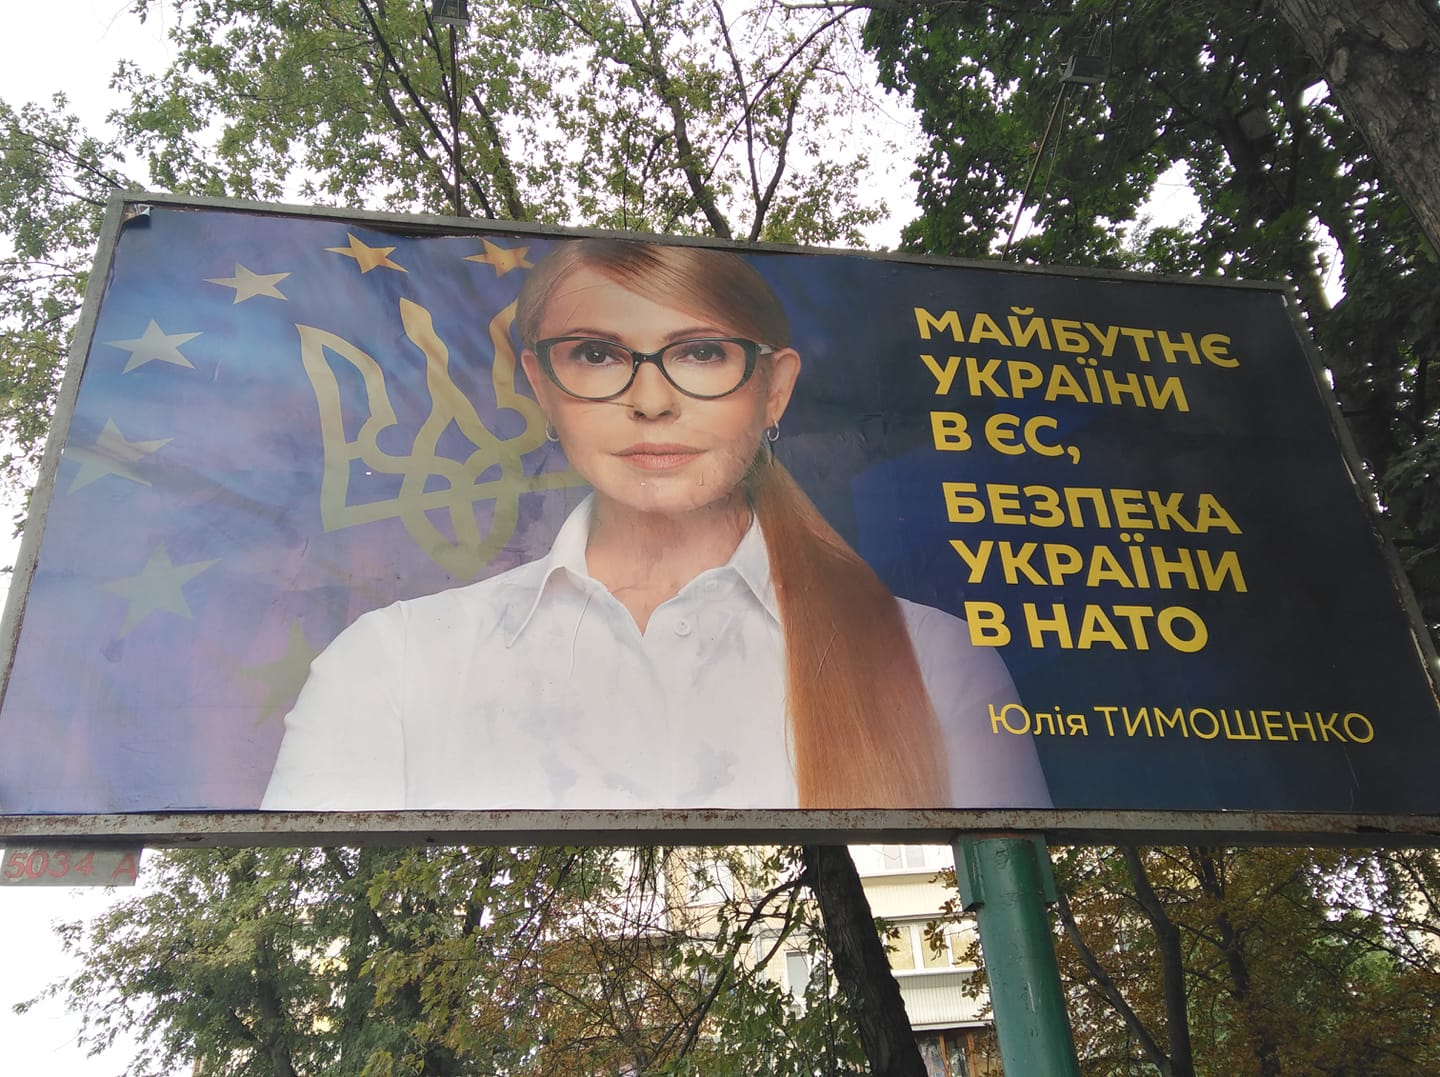 МАЙБУТНЄ
УКРАЇНИ
В ЄС,
БЕЗПЕКА
УКРАЇНИ
В НАТО
Юлія ТИМОШЕНКО
5034 A